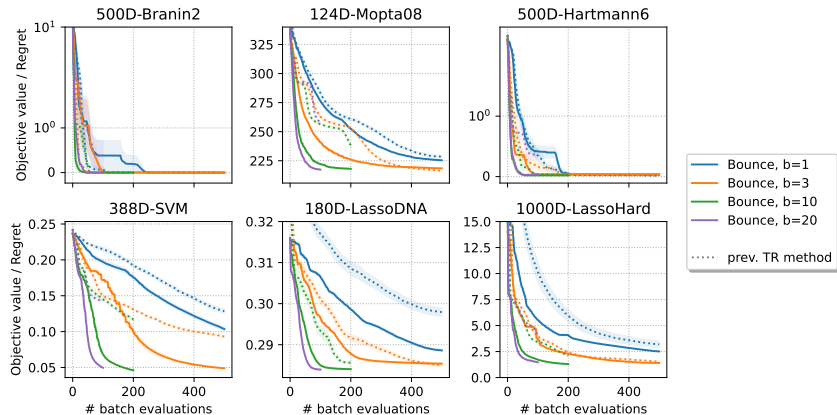 500D-Branin2
124D-Mopta08
500D-Hartmann6
Objective value / Regret
10¹
10⁰
0
325
300
275
250
225
10⁰
0
Bounce, b=1
Bounce, b=3
Bounce, b=10
Bounce, b=20
prev. TR method
388D-SVM
180D-LassoDNA
1000D-LassoHard
Objective value / Regret
0.25
0.20
0.15
0.10
0.05
0.32
0.31
0.30
0.29
15.0
12.5
10.0
7.5
5.0
2.5
0.0
0 200 400
0 200 400
0 200 400
# batch evaluations
# batch evaluations
# batch evaluations